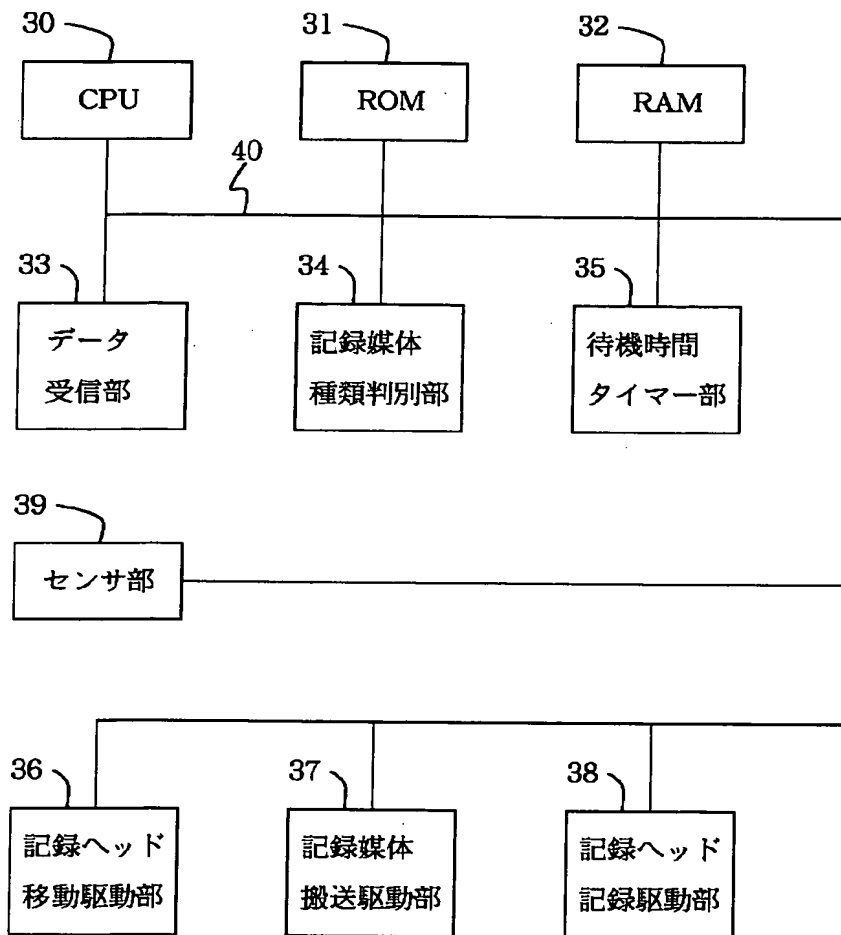 30
31
32
CPU
ROM
RAM
40
33
34
35
データ
受信部
記録媒体
種類判別部
待機時間
タイマー部
39
センサ部
36
37
38
記録ヘッド
移動駆動部
記録媒体
搬送駆動部
記録ヘッド
記録駆動部